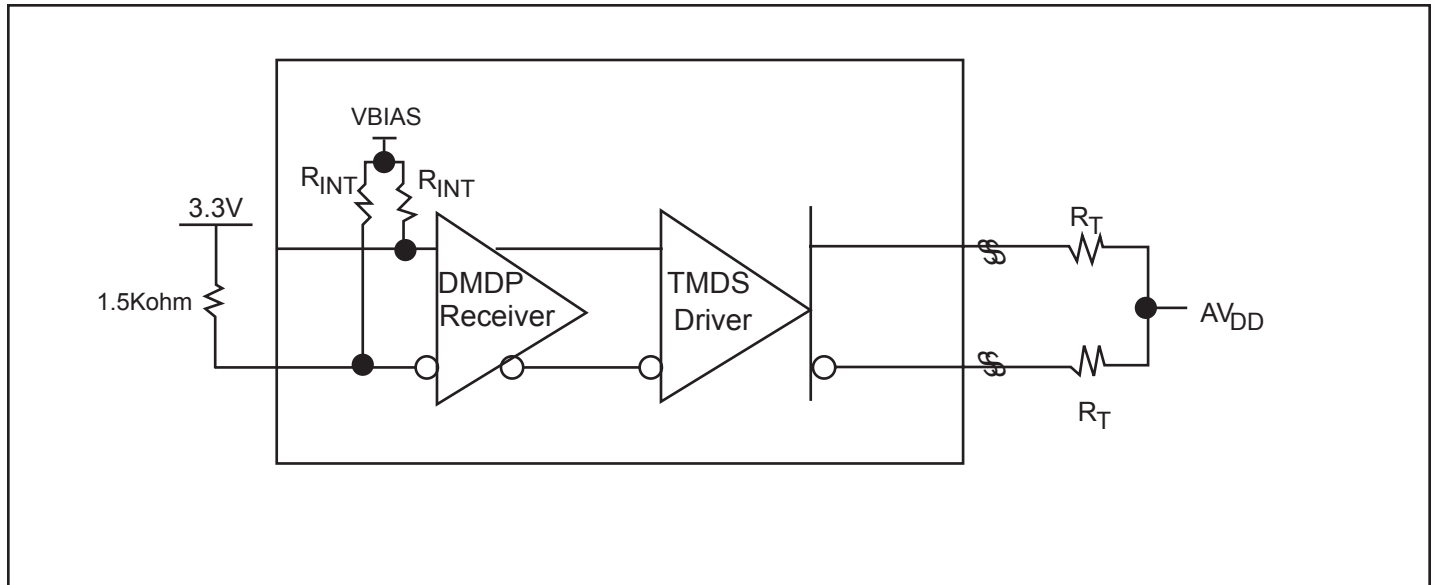 VBIAS
RINT
RINT
3.3V
1.5Kohm
DMDP
Receiver
TMDS
Driver
RT
AVDD
RT